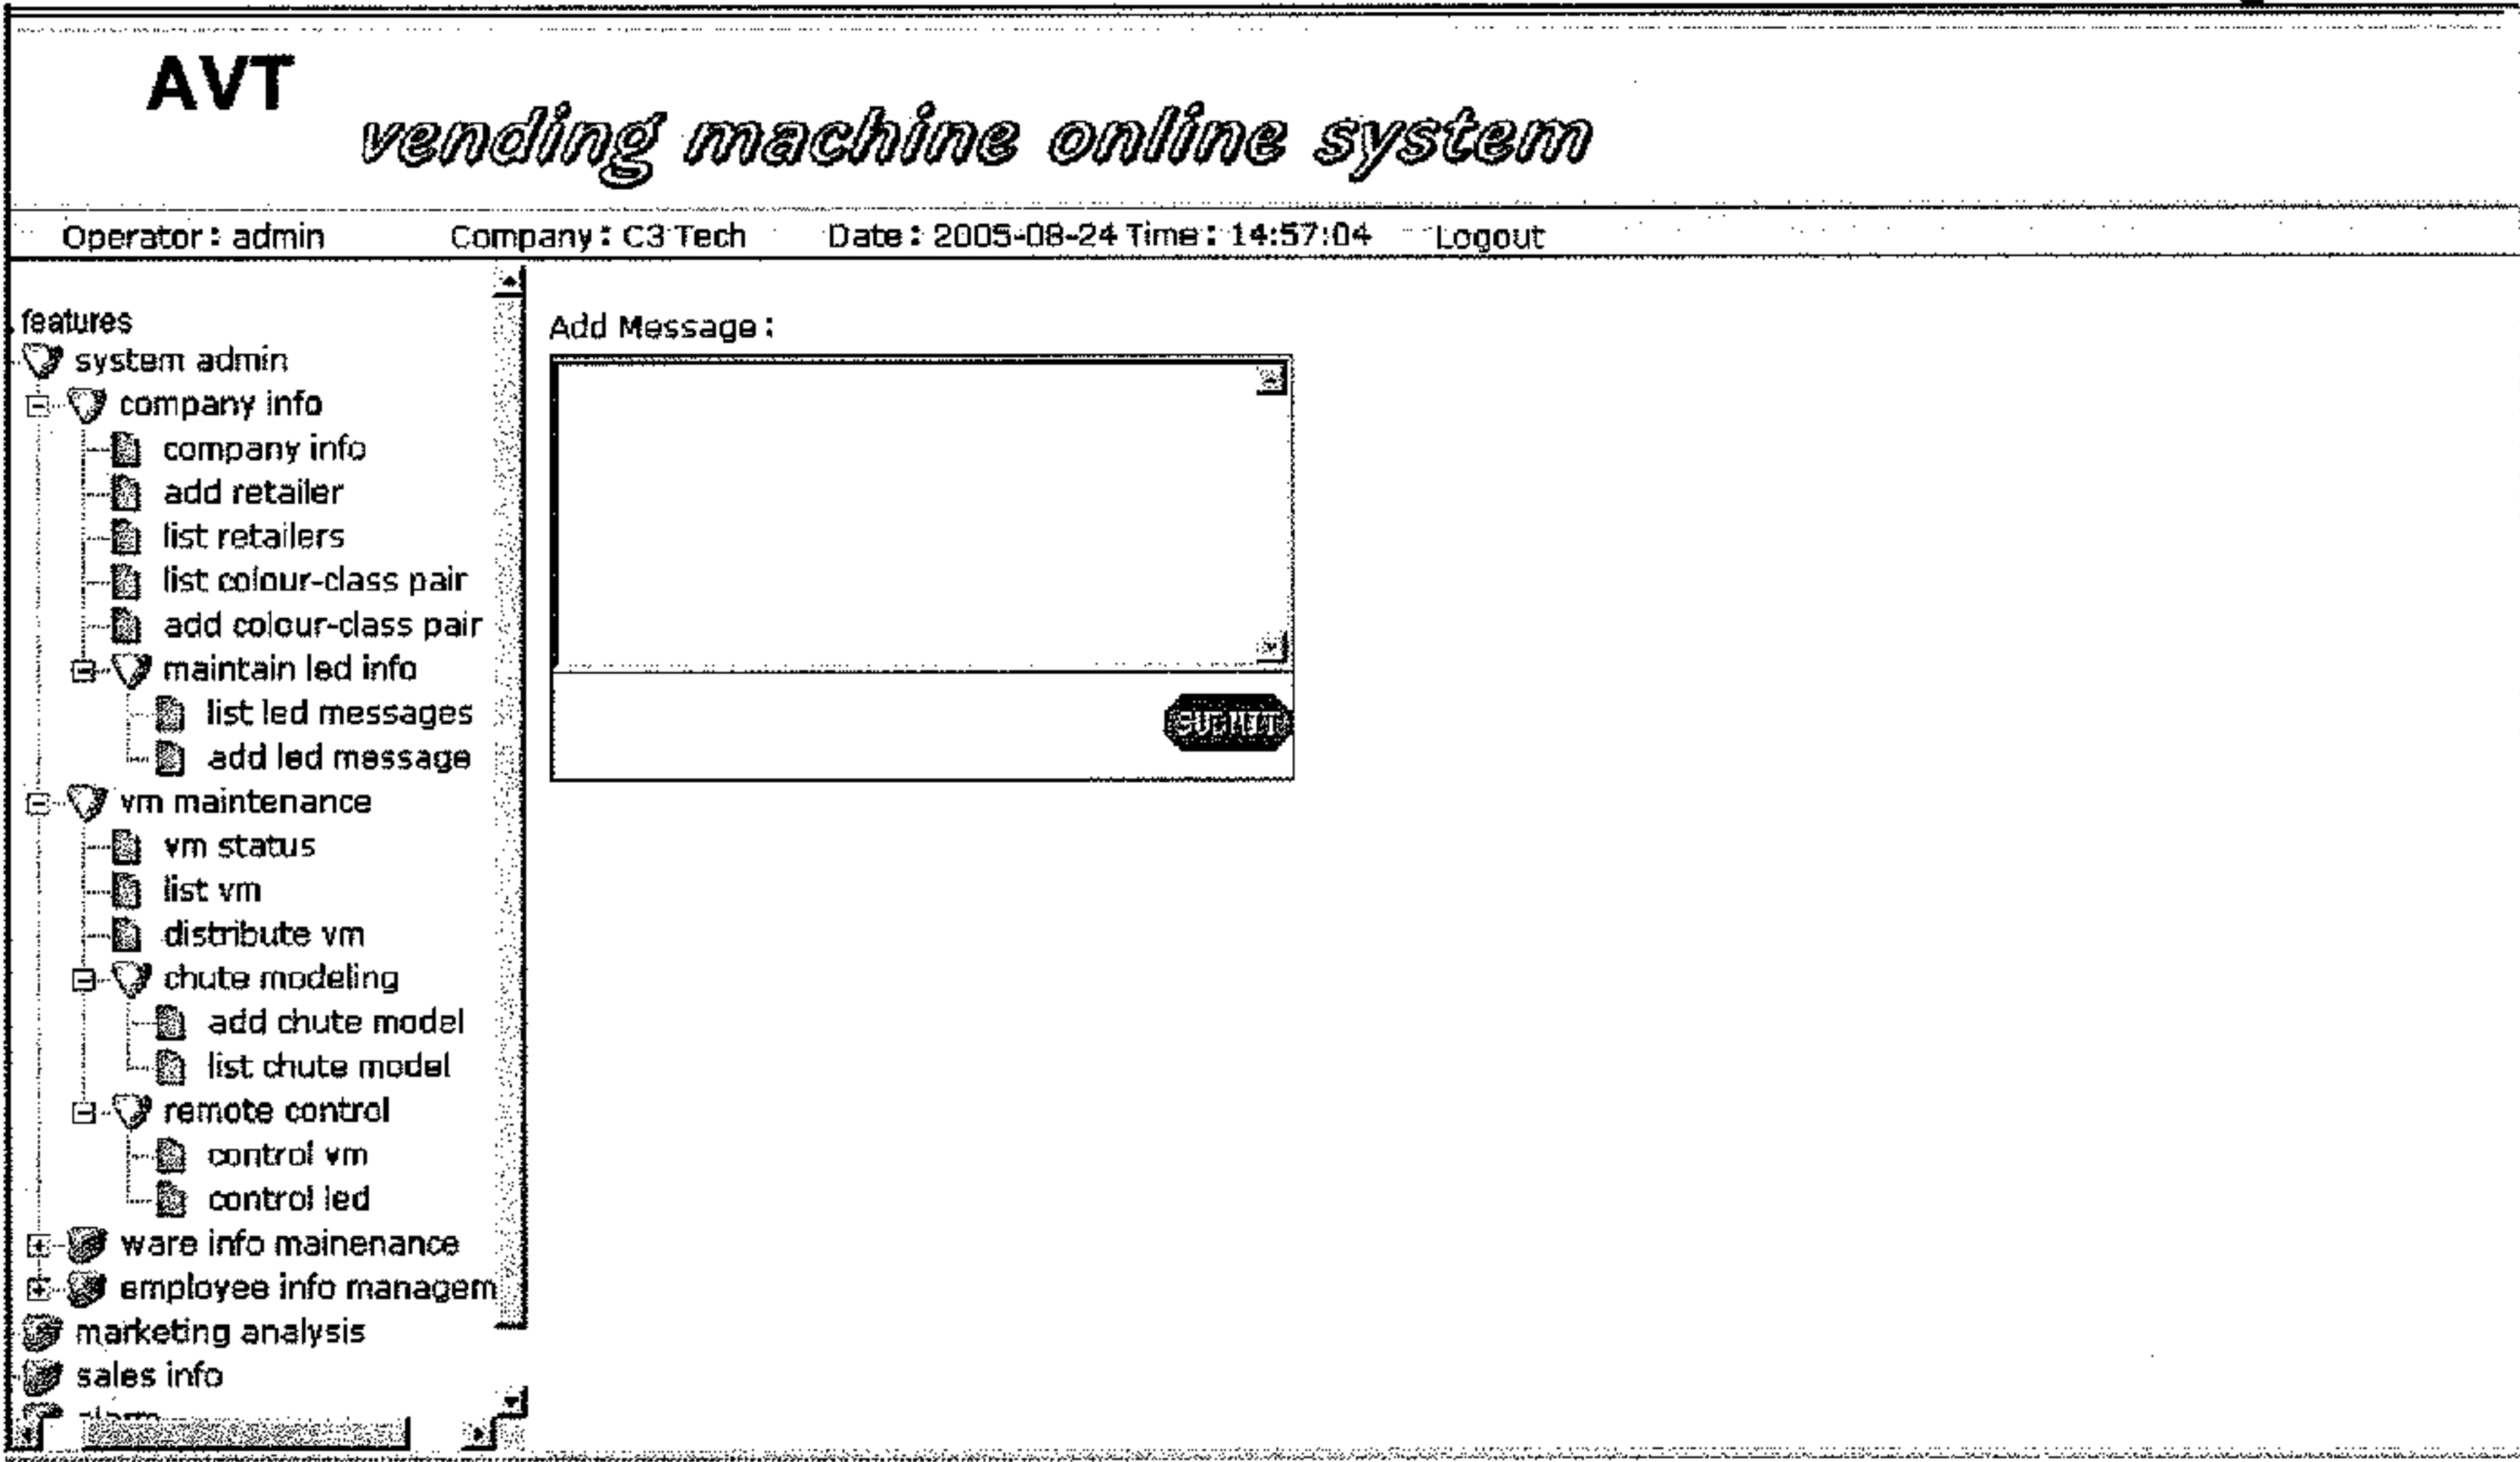 AVT
vending machine online system
Operator: admin Company: C3 Tech Date: 2005-08-24 Time: 14:57:04 Logout
features
system admin
company info
company info
add retailer
list retailers
list colour-class pair
add colour-class pair
maintain led info
list led messages
add led message
vm maintenance
vm status
list vm
distribute vm
chute modeling
add chute model
list chute model
remote control
control vm
control led
ware info mainenance
employee info managem
marketing analysis
sales info
Add Message:
SUBMIT